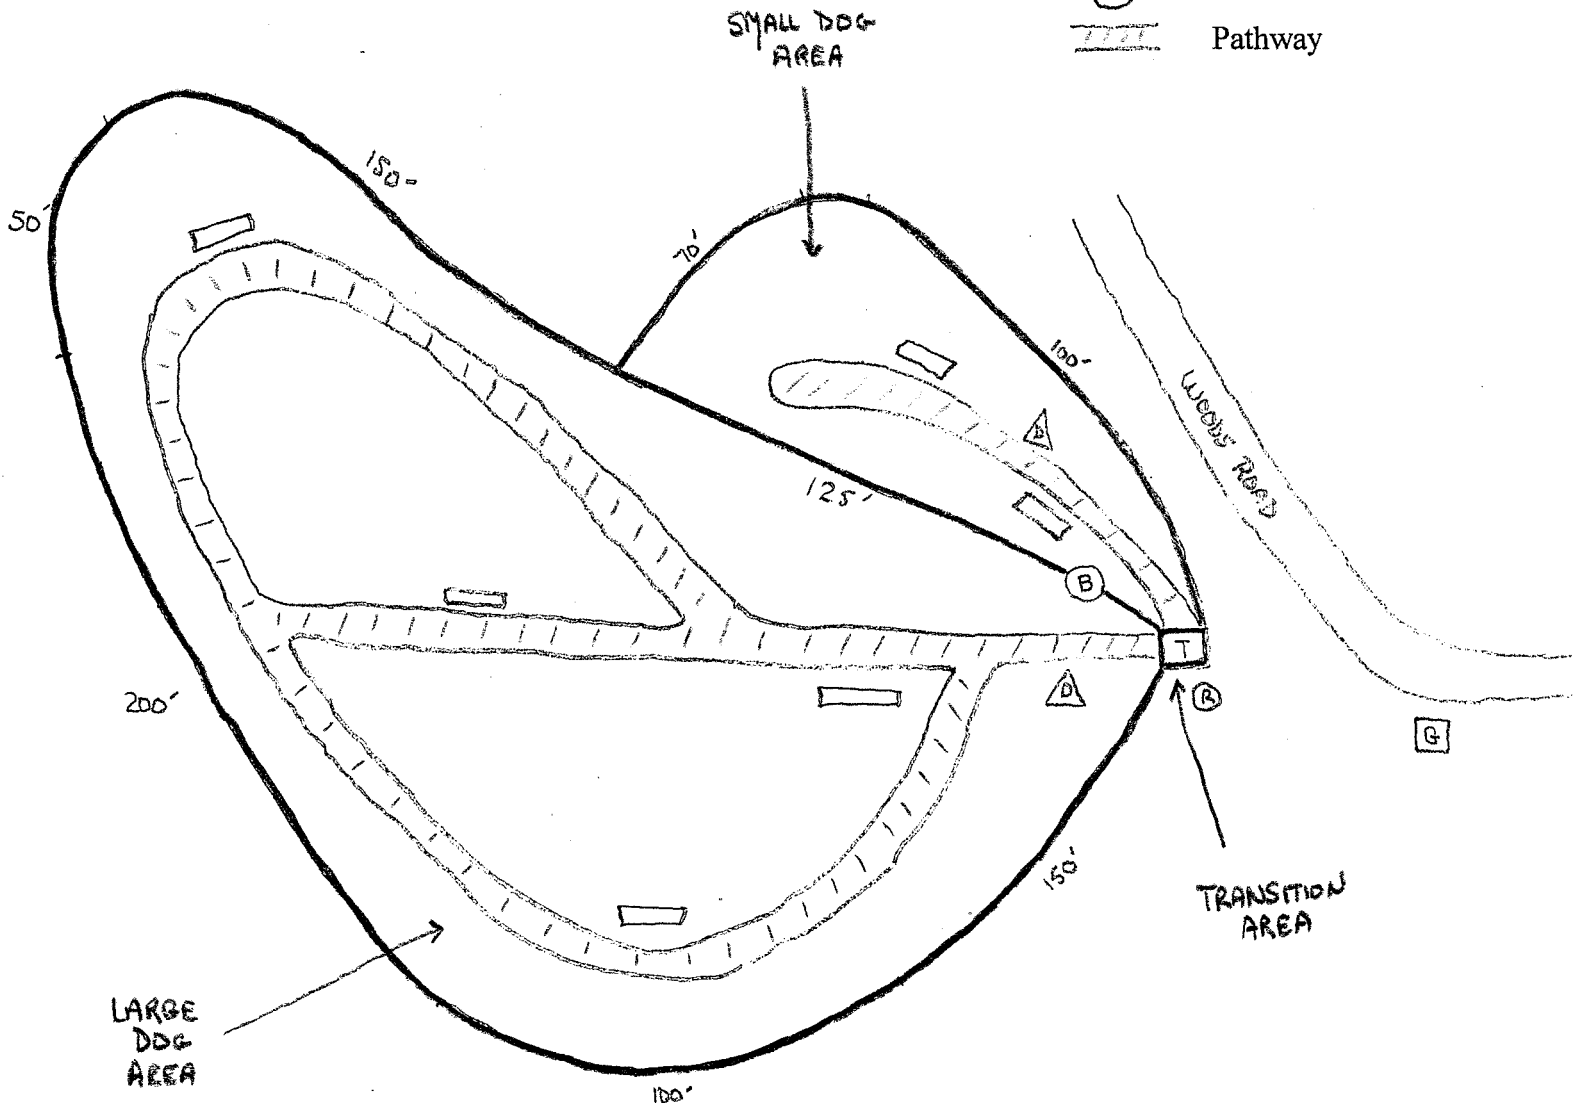 SMALL DOG
AREA
Pathway
150'
50'
70'
100'
WOODS ROAD
125'
B
T
D
R
G
200'
150'
TRANSITION
AREA
LARGE
DOG
AREA
100'